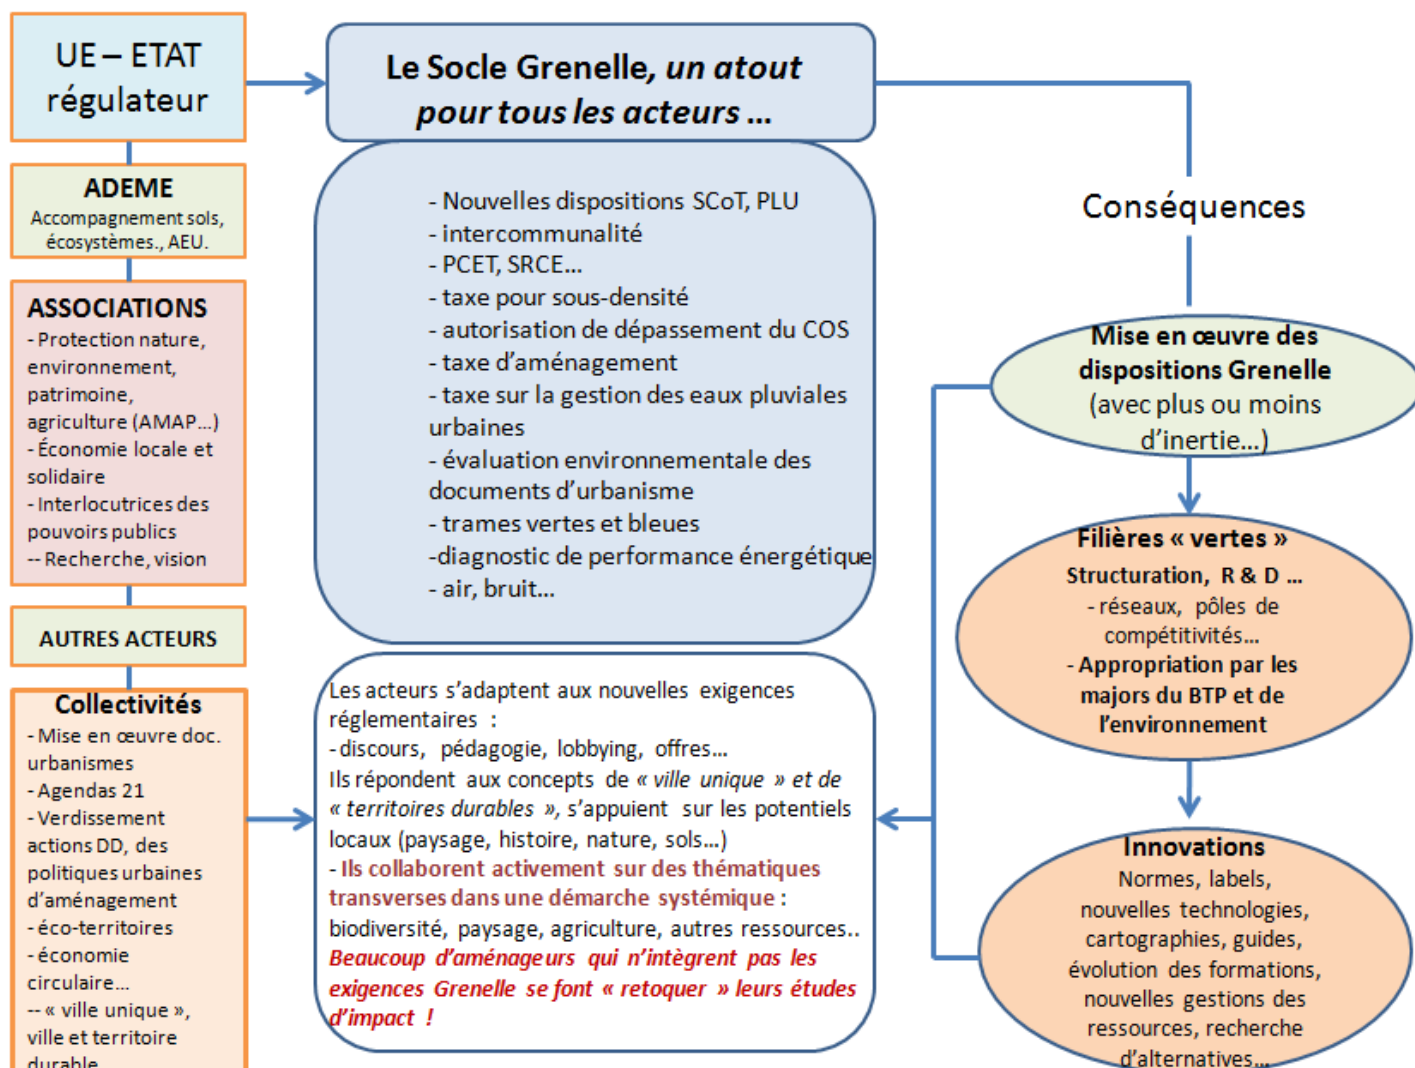 UE – ETAT
régulateur
ADEME
Accompagnement sols,
écosystèmes., AEU.
ASSOCIATIONS
- Protection nature,
environnement,
patrimoine,
agriculture (AMAP...)
- Économie locale et
solidaire
- Interlocutrices des
pouvoirs publics
-- Recherche, vision
AUTRES ACTEURS
Collectivités
- Mise en œuvre doc.
urbanismes
- Agendas 21
- Verdissement
actions DD, des
politiques urbaines
d’aménagement
- éco-territoires
- économie
circulaire...
-- « ville unique »,
ville et territoire
durable
Le Socle Grenelle, un atout
pour tous les acteurs ...
- Nouvelles dispositions SCoT, PLU
- intercommunalité
- PCET, SRCE...
- taxe pour sous-densité
- autorisation de dépassement du COS
- taxe d’aménagement
- taxe sur la gestion des eaux pluviales
urbaines
- évaluation environnementale des
documents d’urbanisme
- trames vertes et bleues
-diagnostic de performance énergétique
- air, bruit...
Les acteurs s’adaptent aux nouvelles exigences
réglementaires :
- discours, pédagogie, lobbying, offres...
Ils répondent aux concepts de « ville unique » et de
« territoires durables », s’appuient sur les potentiels
locaux (paysage, histoire, nature, sols...)
- Ils collaborent activement sur des thématiques
transverses dans une démarche systémique :
biodiversité, paysage, agriculture, autres ressources..
Beaucoup d’aménageurs qui n’intègrent pas les
exigences Grenelle se font « retoquer » leurs études
d’impact !
Conséquences
Mise en œuvre des
dispositions Grenelle
(avec plus ou moins
d’inertie...)
Filières « vertes »
Structuration, R & D ...
- réseaux, pôles de
compétitivités...
- Appropriation par les
majors du BTP et de
l’environnement
Innovations
Normes, labels,
nouvelles technologies,
cartographies, guides,
évolution des formations,
nouvelles gestions des
ressources, recherche
d’alternatives...